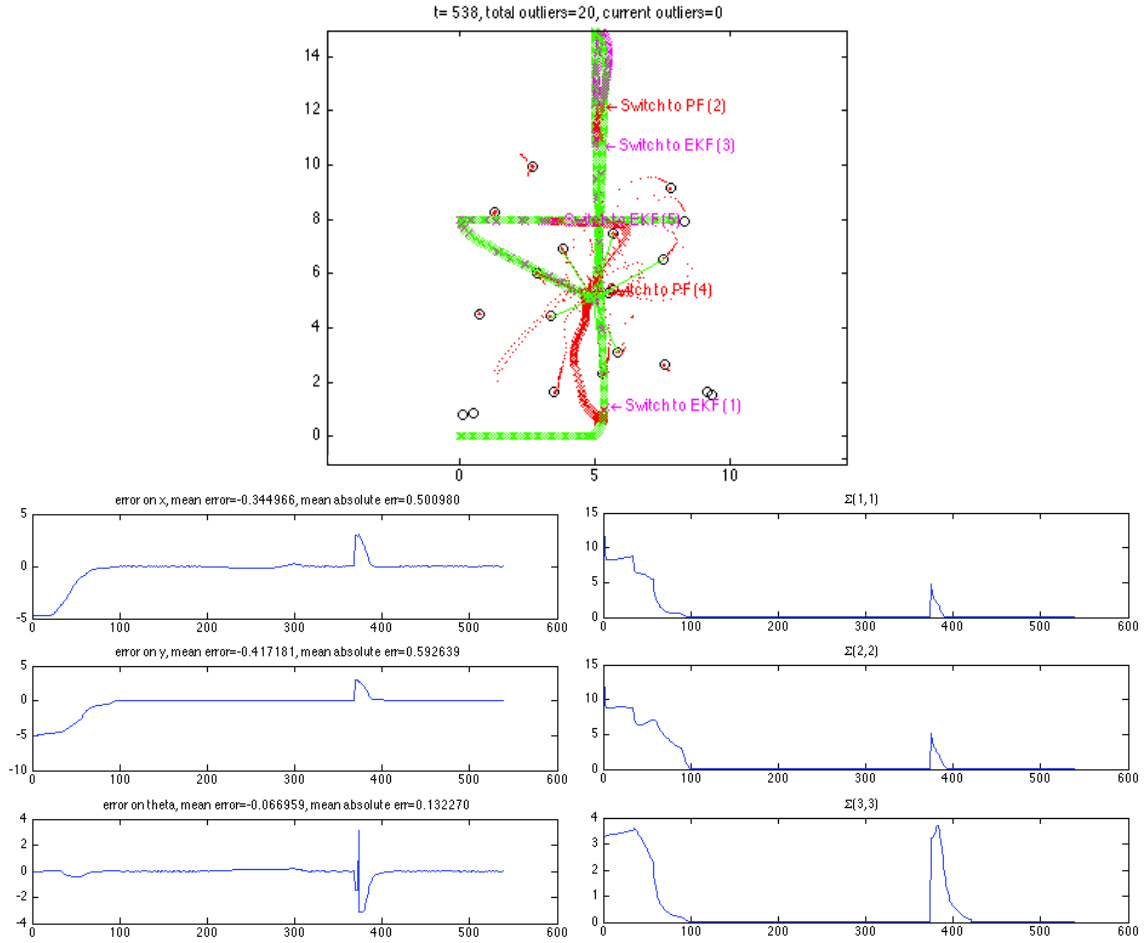 t= 538, total outliers=20, current outliers=0
14
12
10
8
6
4
2
0
0
5
10
← Switch to PF(2)
← Switch to EKF(3)
Switch to EKF(5)
witch to PF(4)
← Switch to EKF(1)
error on x, mean error=-0.344966, mean absolute err=0.500980
5
0
-5
0 100 200 300 400 500 600
Σ(1,1)
15
10
5
0
0 100 200 300 400 500 600
error on y, mean error=-0.417181, mean absolute err=0.592639
5
0
-5
-10
0 100 200 300 400 500 600
Σ(2,2)
15
10
5
0
0 100 200 300 400 500 600
error on theta, mean error=-0.066959, mean absolute err=0.132270
4
2
0
-2
-4
0 100 200 300 400 500 600
Σ(3,3)
4
3
2
1
0
0 100 200 300 400 500 600